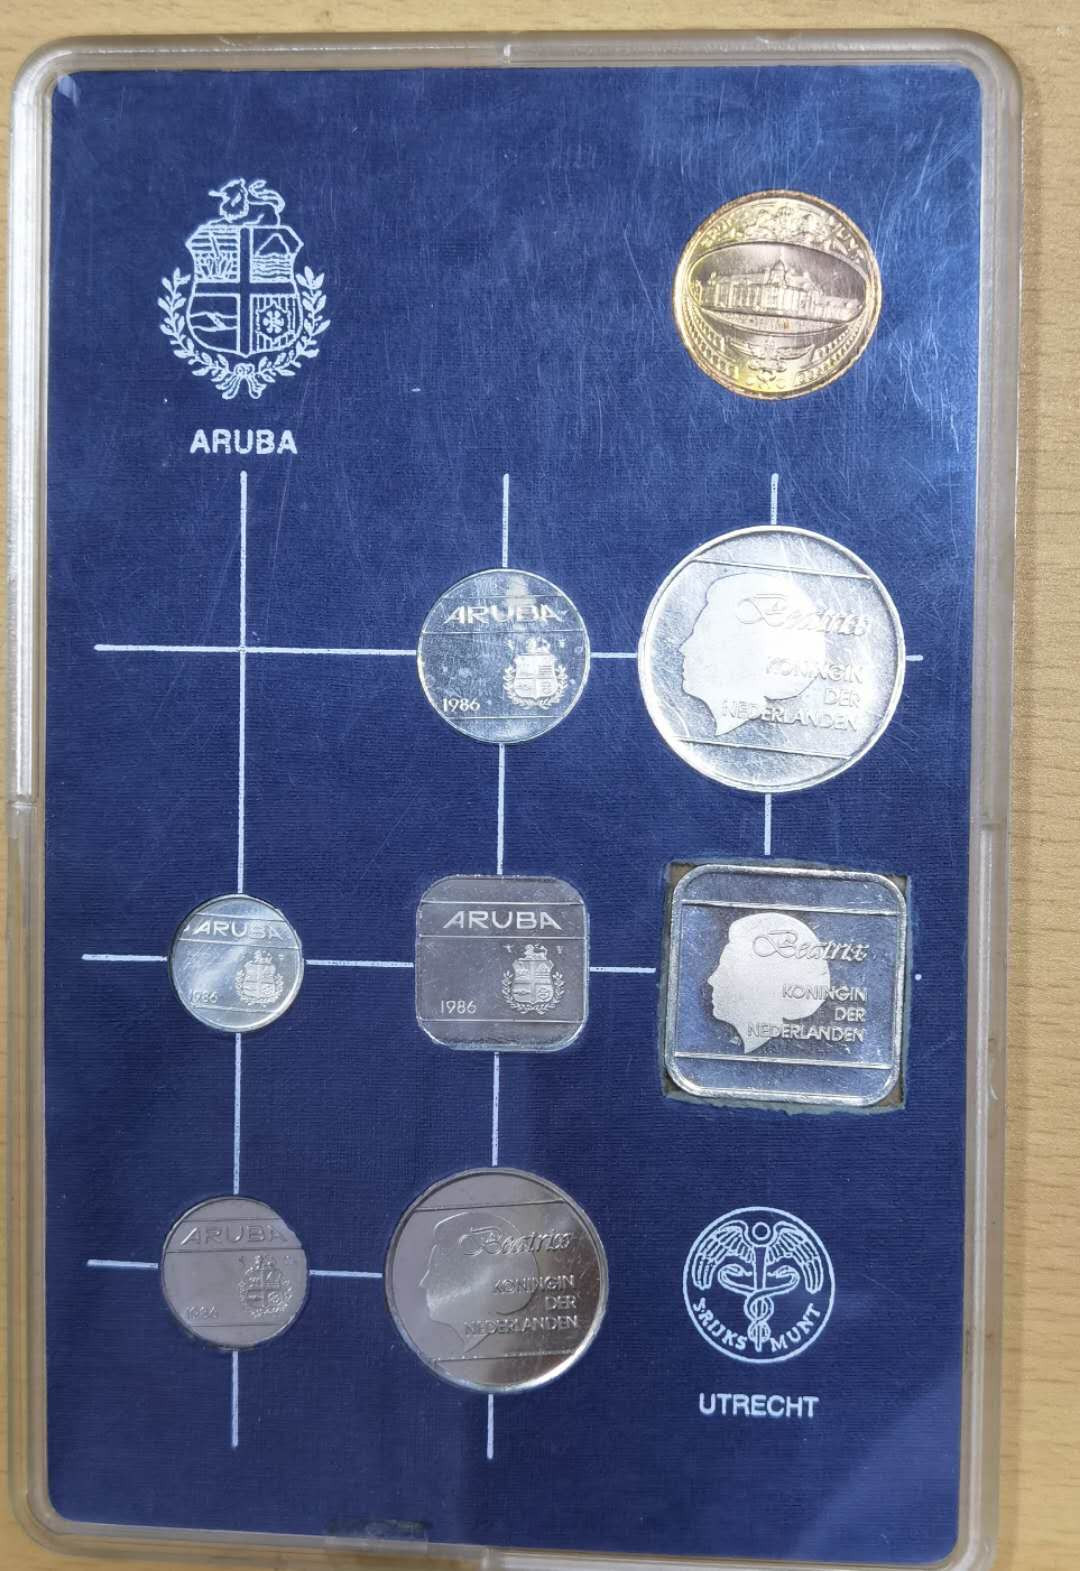 ARUBA
ARUBA
1986
Beatrix
KONINGIN
DER
NEDERLANDEN
ARUBA
1986
ARUBA
1986
Beatrix
KONINGIN
DER
NEDERLANDEN
ARUBA
1986
Beatrix
KONINGIN
DER
NEDERLANDEN
S·RIJKS MUNT
UTRECHT